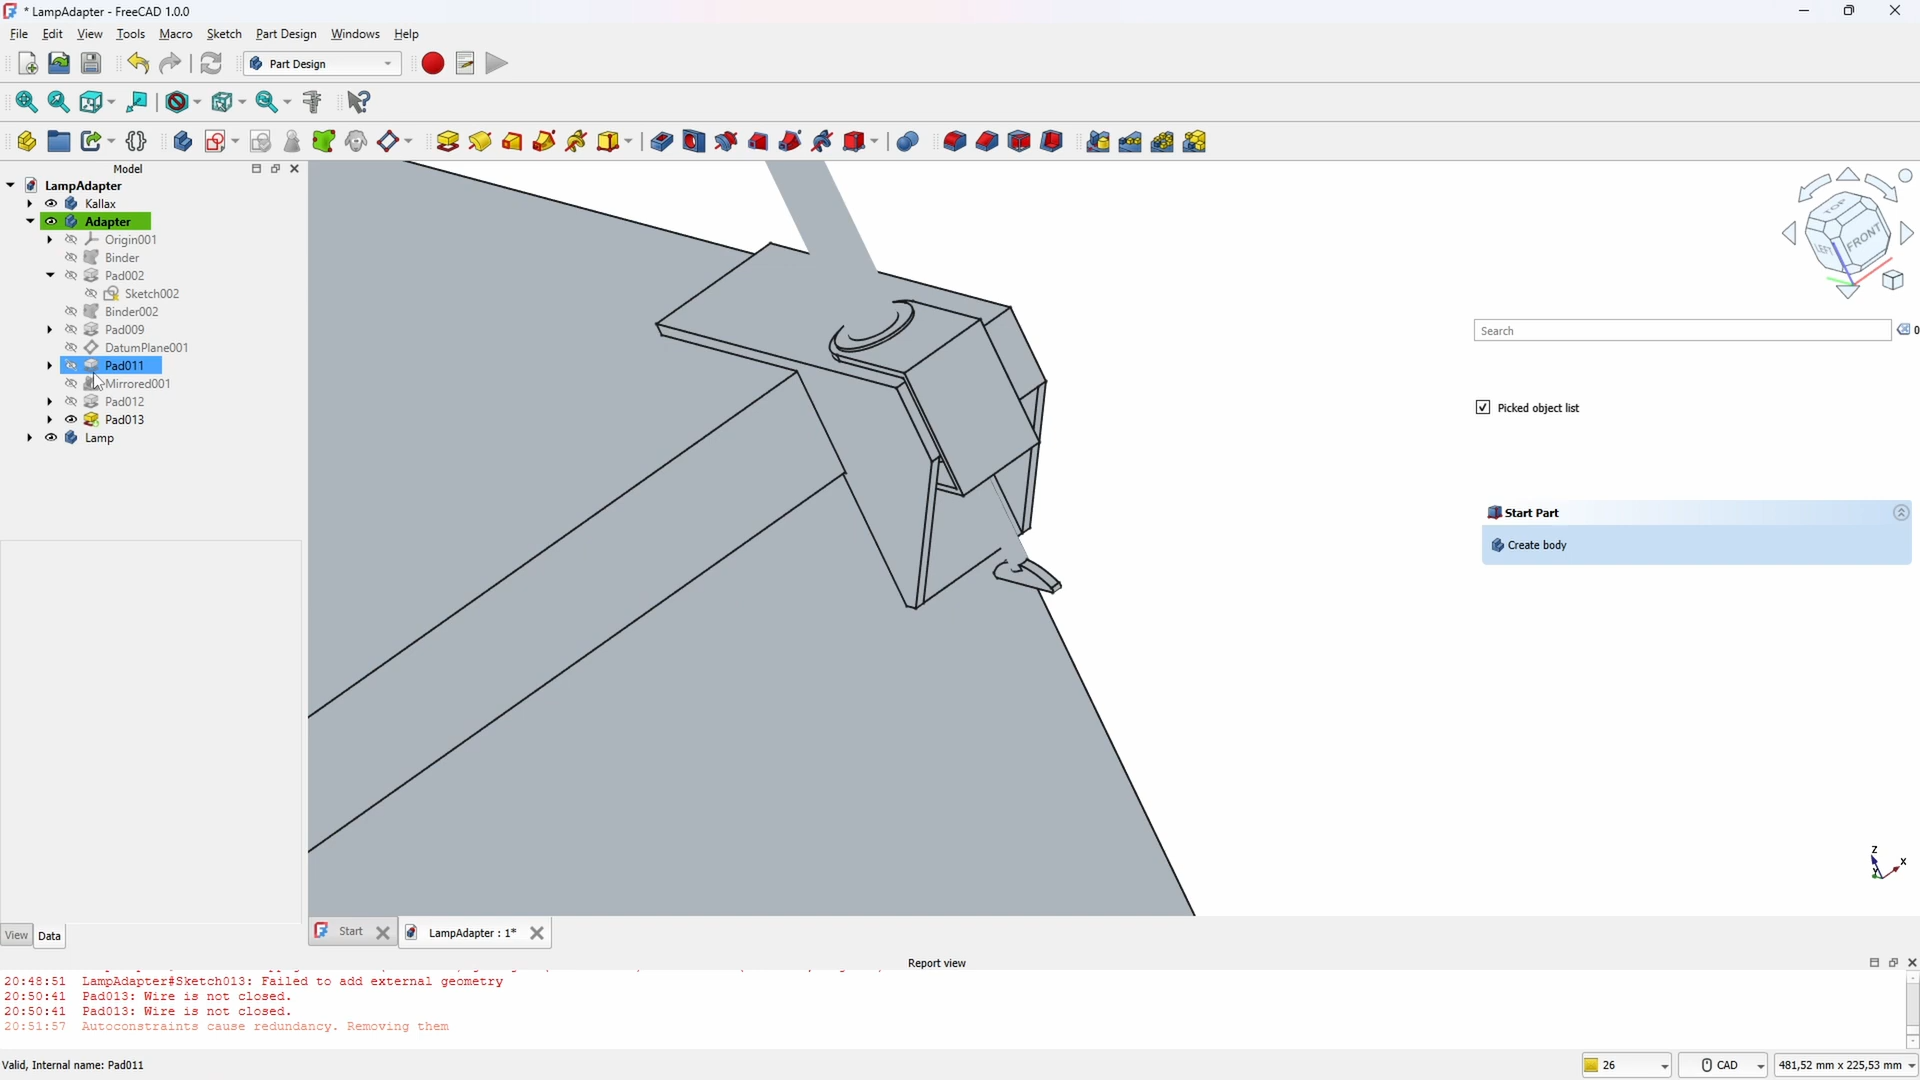 * LampAdapter - FreeCAD 1.0.0
File Edit View Tools Macro Sketch Part Design Windows Help
Part Design
Model
LampAdapter
Kallax
Adapter
Origin001
Binder
Pad002
Sketch002
Binder002
Pad009
DatumPlane001
Pad011
Mirrored001
Pad012
Pad013
Lamp
TOP
LEFT
FRONT
Search
0
Picked object list
Start Part
Create body
Z
X
Y
View Data
Start
LampAdapter : 1*
Report view
20:48:51 LampAdapter#Sketch013: Failed to add external geometry
20:50:41 Pad013: Wire is not closed.
20:50:41 Pad013: Wire is not closed.
20:51:57 Autoconstraints cause redundancy. Removing them
Valid, Internal name: Pad011
26
CAD
481,52 mm x 225,53 mm